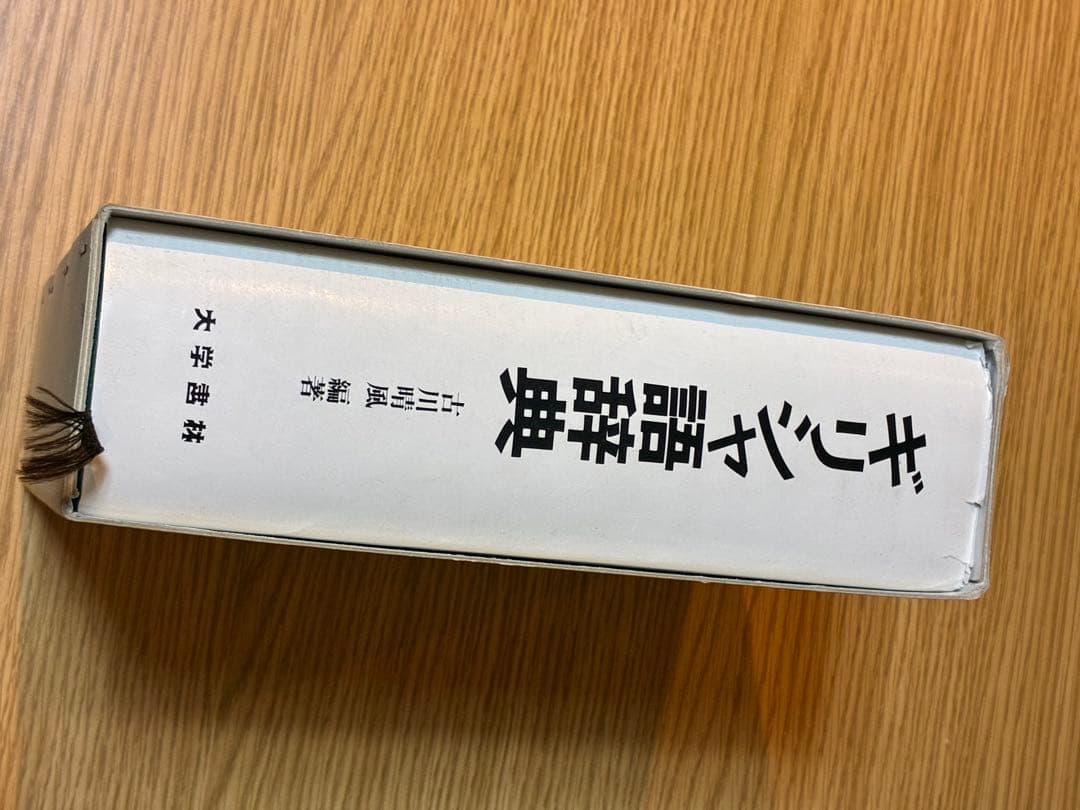 ギリシャ語辞典
古川晴風 編著
大学書林